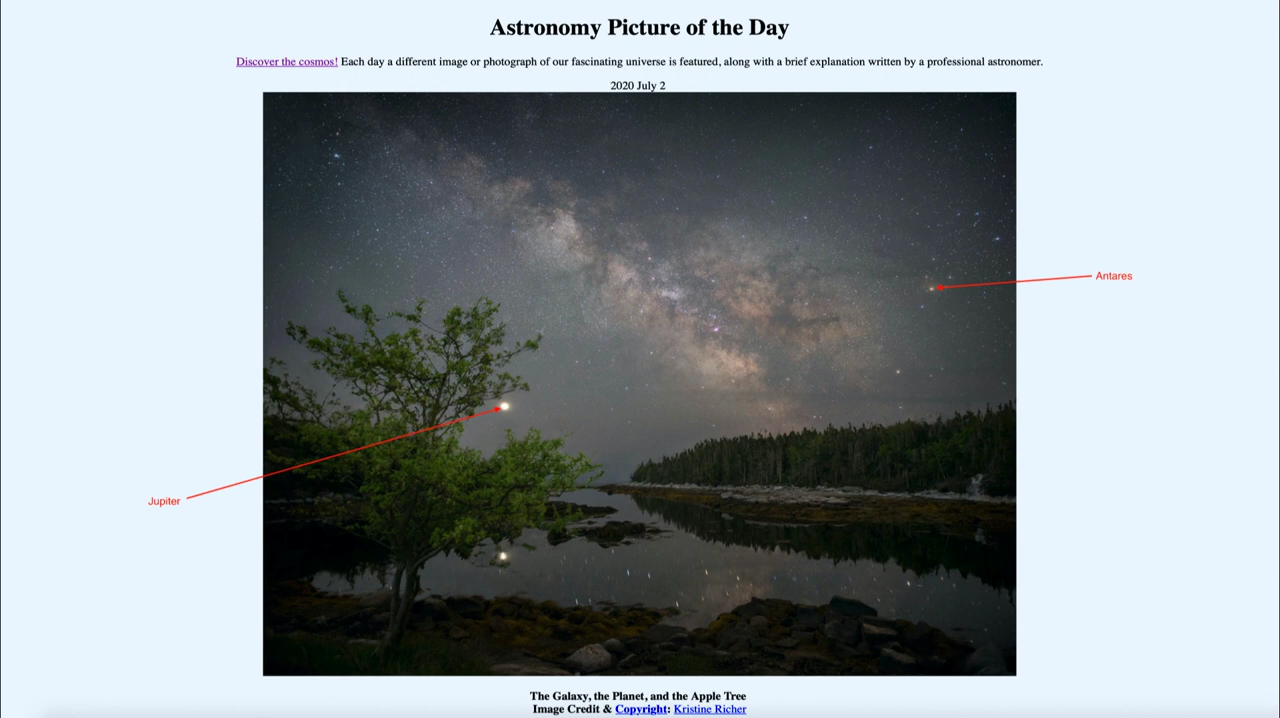 Astronomy Picture of the Day
Discover the cosmos! Each day a different image or photograph of our fascinating universe is featured, along with a brief explanation written by a professional astronomer.
2020 July 2
Antares
Jupiter
The Galaxy, the Planet, and the Apple Tree
Image Credit & Copyright: Kristine Richer